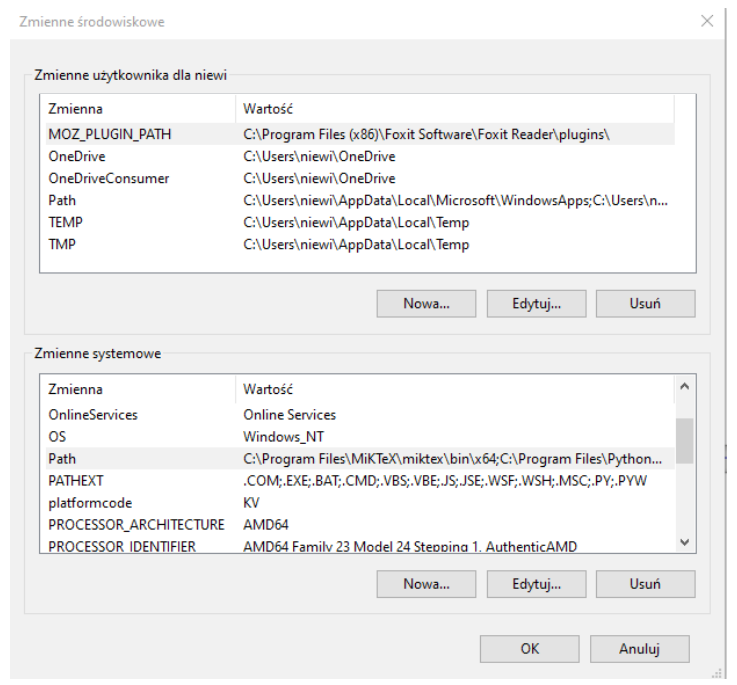 Zmienne środowiskowe
Zmienne użytkownika dla niewi
Zmienna Wartość
MOZ_PLUGIN_PATH C:\Program Files (x86)\Foxit Software\Foxit Reader\plugins\
OneDrive C:\Users\niewi\OneDrive
OneDriveConsumer C:\Users\niewi\OneDrive
Path C:\Users\niewi\AppData\Local\Microsoft\WindowsApps;C:\Users\n...
TEMP C:\Users\niewi\AppData\Local\Temp
TMP C:\Users\niewi\AppData\Local\Temp
Nowa... Edytuj... Usuń
Zmienne systemowe
Zmienna Wartość
OnlineServices Online Services
OS Windows_NT
Path C:\Program Files\MiKTeX\miktex\bin\x64;C:\Program Files\Python...
PATHEXT .COM;.EXE;.BAT;.CMD;.VBS;.VBE;.JS;.JSE;.WSF;.WSH;.MSC;.PY;.PYW
platformcode KV
PROCESSOR_ARCHITECTURE AMD64
PROCESSOR_IDENTIFIER AMD64 Family 23 Model 24 Stepping 1, AuthenticAMD
Nowa... Edytuj... Usuń
OK Anuluj